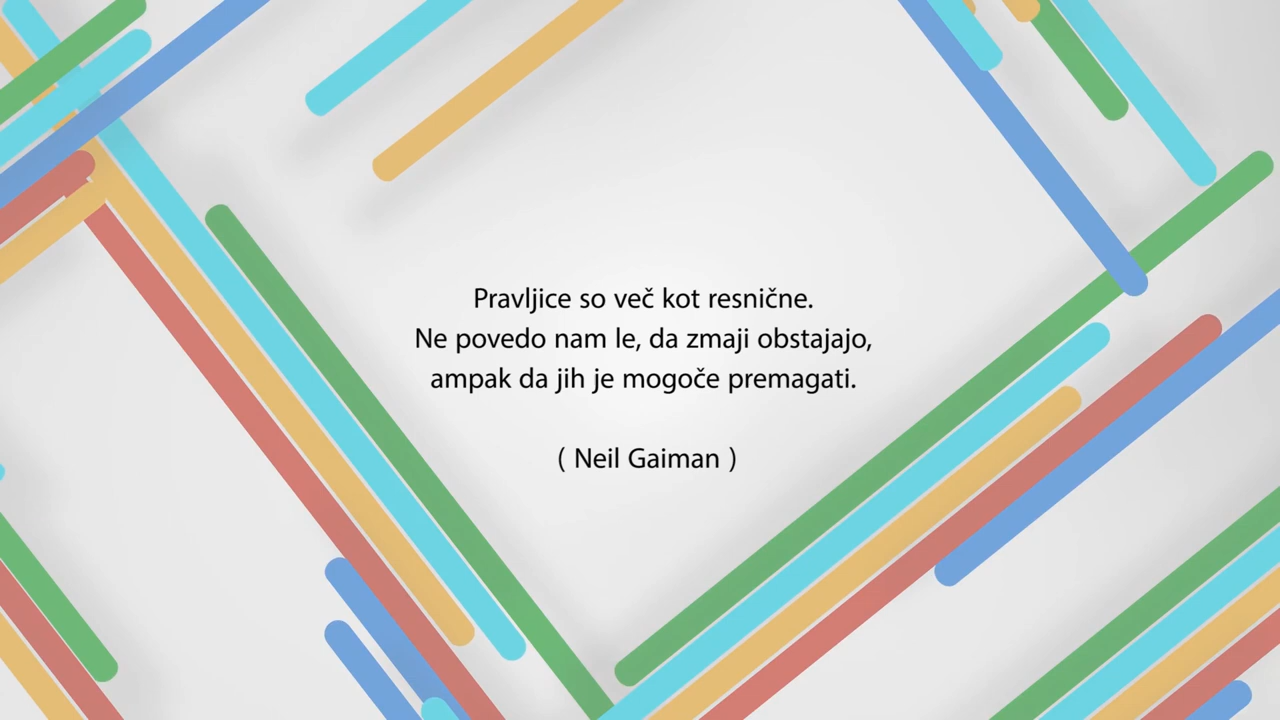 Pravljice so več kot resnične.
Ne povedo nam le, da zmaji obstajajo,
ampak da jih je mogoče premagati.
( Neil Gaiman )